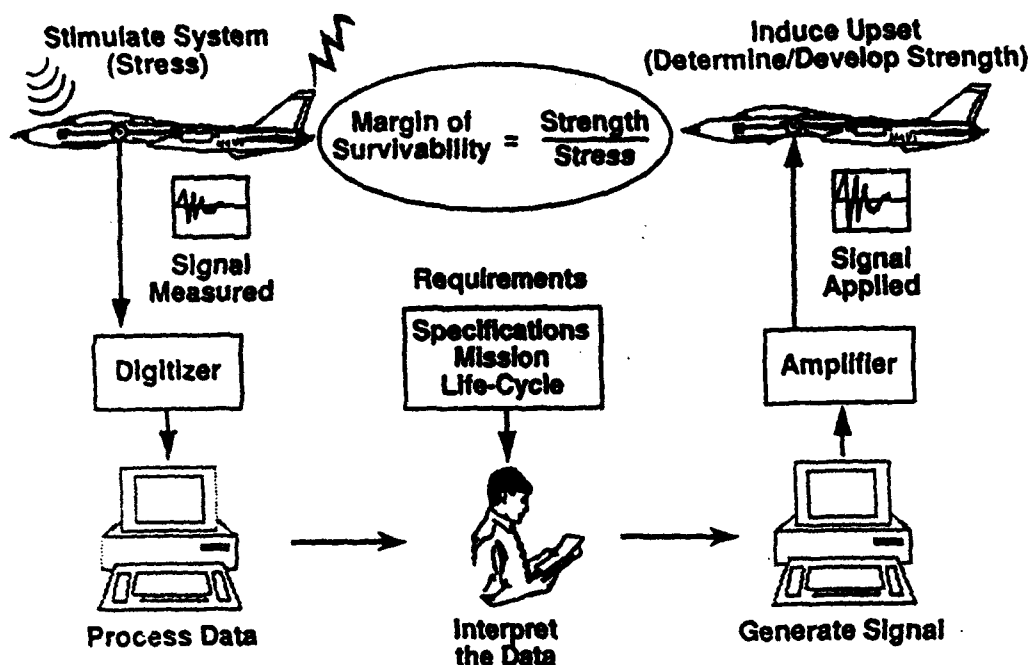 Stimulate System
(Stress)
Induce Upset
(Determine/Develop Strength)
Margin of
Survivability = Strength
Stress
Signal
Measured
Requirements
Specifications
Mission
Life-Cycle
Signal
Applied
Digitizer
Amplifier
Process Data
Interpret
the Data
Generate Signal